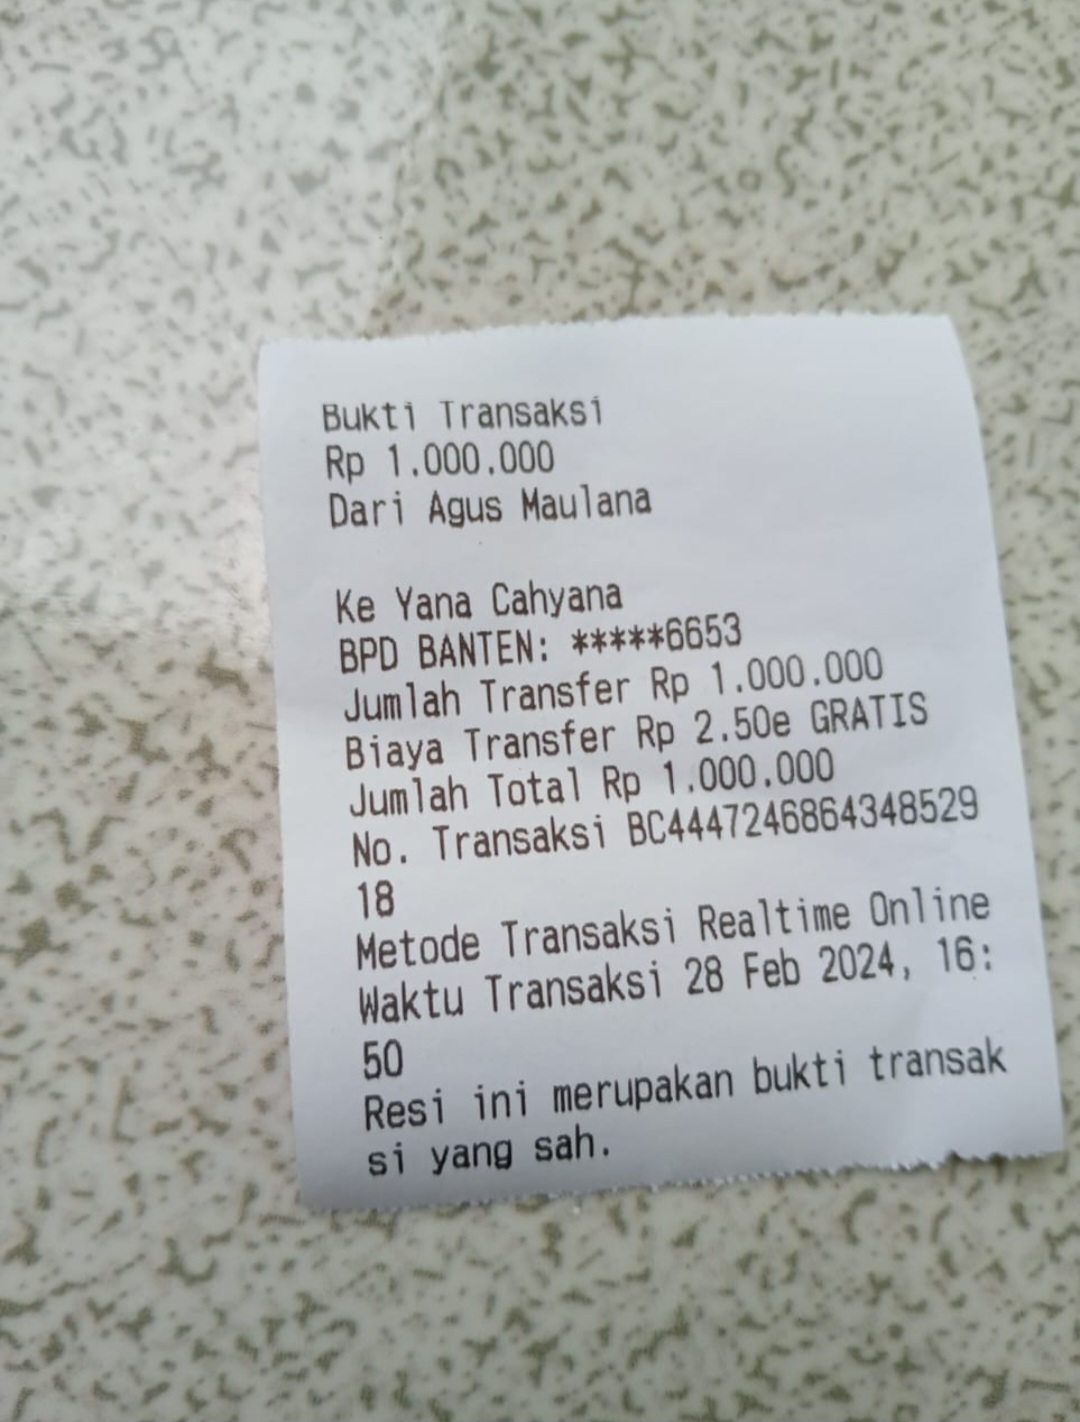 Bukti Transaksi
Rp 1.000.000
Dari Agus Maulana
Ke Yana Cahyana
BPD BANTEN: *****6653
Jumlah Transfer Rp 1.000.000
Biaya Transfer Rp 2.50e GRATIS
Jumlah Total Rp 1.000.000
No. Transaksi BC4447246864348529
18
Metode Transaksi Realtime Online
Waktu Transaksi 28 Feb 2024, 16:
50
Resi ini merupakan bukti transak
si yang sah.